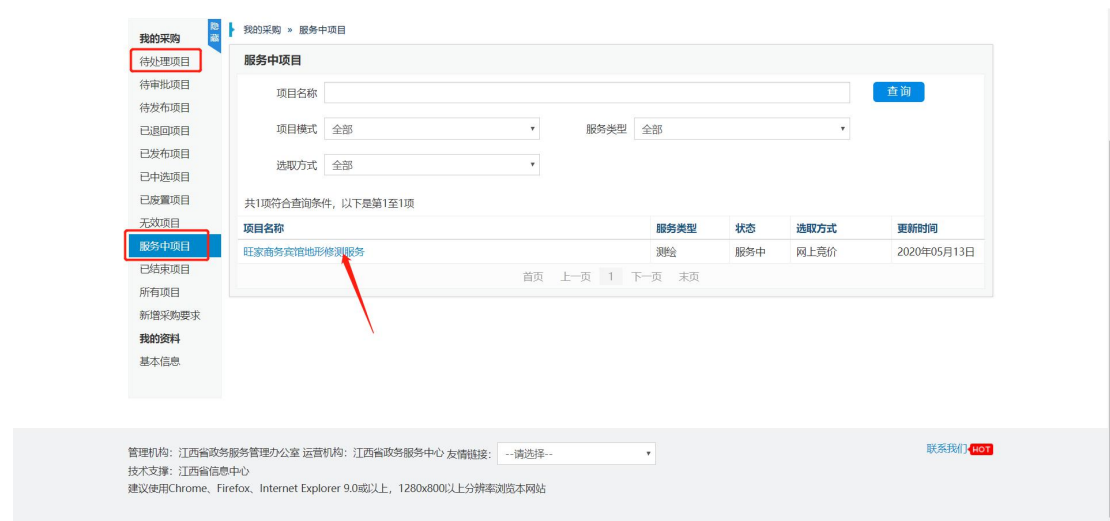 隐藏
我的采购 » 服务中项目
我的采购
待处理项目
待审批项目
待发布项目
已退回项目
已发布项目
已中选项目
已废置项目
无效项目
服务中项目
已结束项目
所有项目
新增采购要求
我的资料
基本信息
服务中项目
项目名称
查 询
项目模式 全部 服务类型 全部
选取方式 全部
共1项符合查询条件，以下是第1至1项
项目名称 服务类型 状态 选取方式 更新时间
旺家商务宾馆地形修测服务 测绘 服务中 网上竞价 2020年05月13日
首页 上一页 1 下一页 末页
管理机构：江西省政务服务管理办公室 运营机构：江西省政务服务中心 友情链接： --请选择-- 联系我们 HOT
技术支撑：江西省信息中心
建议使用Chrome、Firefox、Internet Explorer 9.0或以上，1280x800以上分辨率浏览本网站